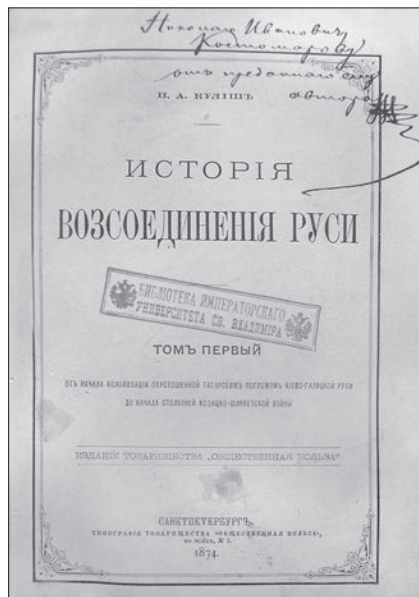 Николаю Ивановичу
Костомарову
отъ преданнаго ему
автора
П. А. КУЛИШЪ
ИСТОРІЯ
ВОЗСОЕДИНЕНІЯ РУСИ
БИБЛІОТЕКА ИМПЕРАТОРСКАГО
УНИВЕРСИТЕТА СВ. ВЛАДИМІРА
ТОМЪ ПЕРВЫЙ
ОТЪ НАЧАЛА КОЛОНИЗАЦІИ ОПУСТОШЕННОЙ ТАТАРСКИМЪ ПОГРОМОМЪ КІЕВО-ГАЛИЦКОЙ РУСИ
ДО НАЧАЛА СТОЛѢТНЕЙ КОЗАЦКО-ШЛЯХЕТСКОЙ ВОЙНЫ
ИЗДАНІЕ ТОВАРИЩЕСТВА „ОБЩЕСТВЕННАЯ ПОЛЬЗА"
САНКТПЕТЕРБУРГЪ.
ТИПОГРАФІЯ ТОВАРИЩЕСТВА «ОБЩЕСТВЕННАЯ ПОЛЬЗА»,
1874.